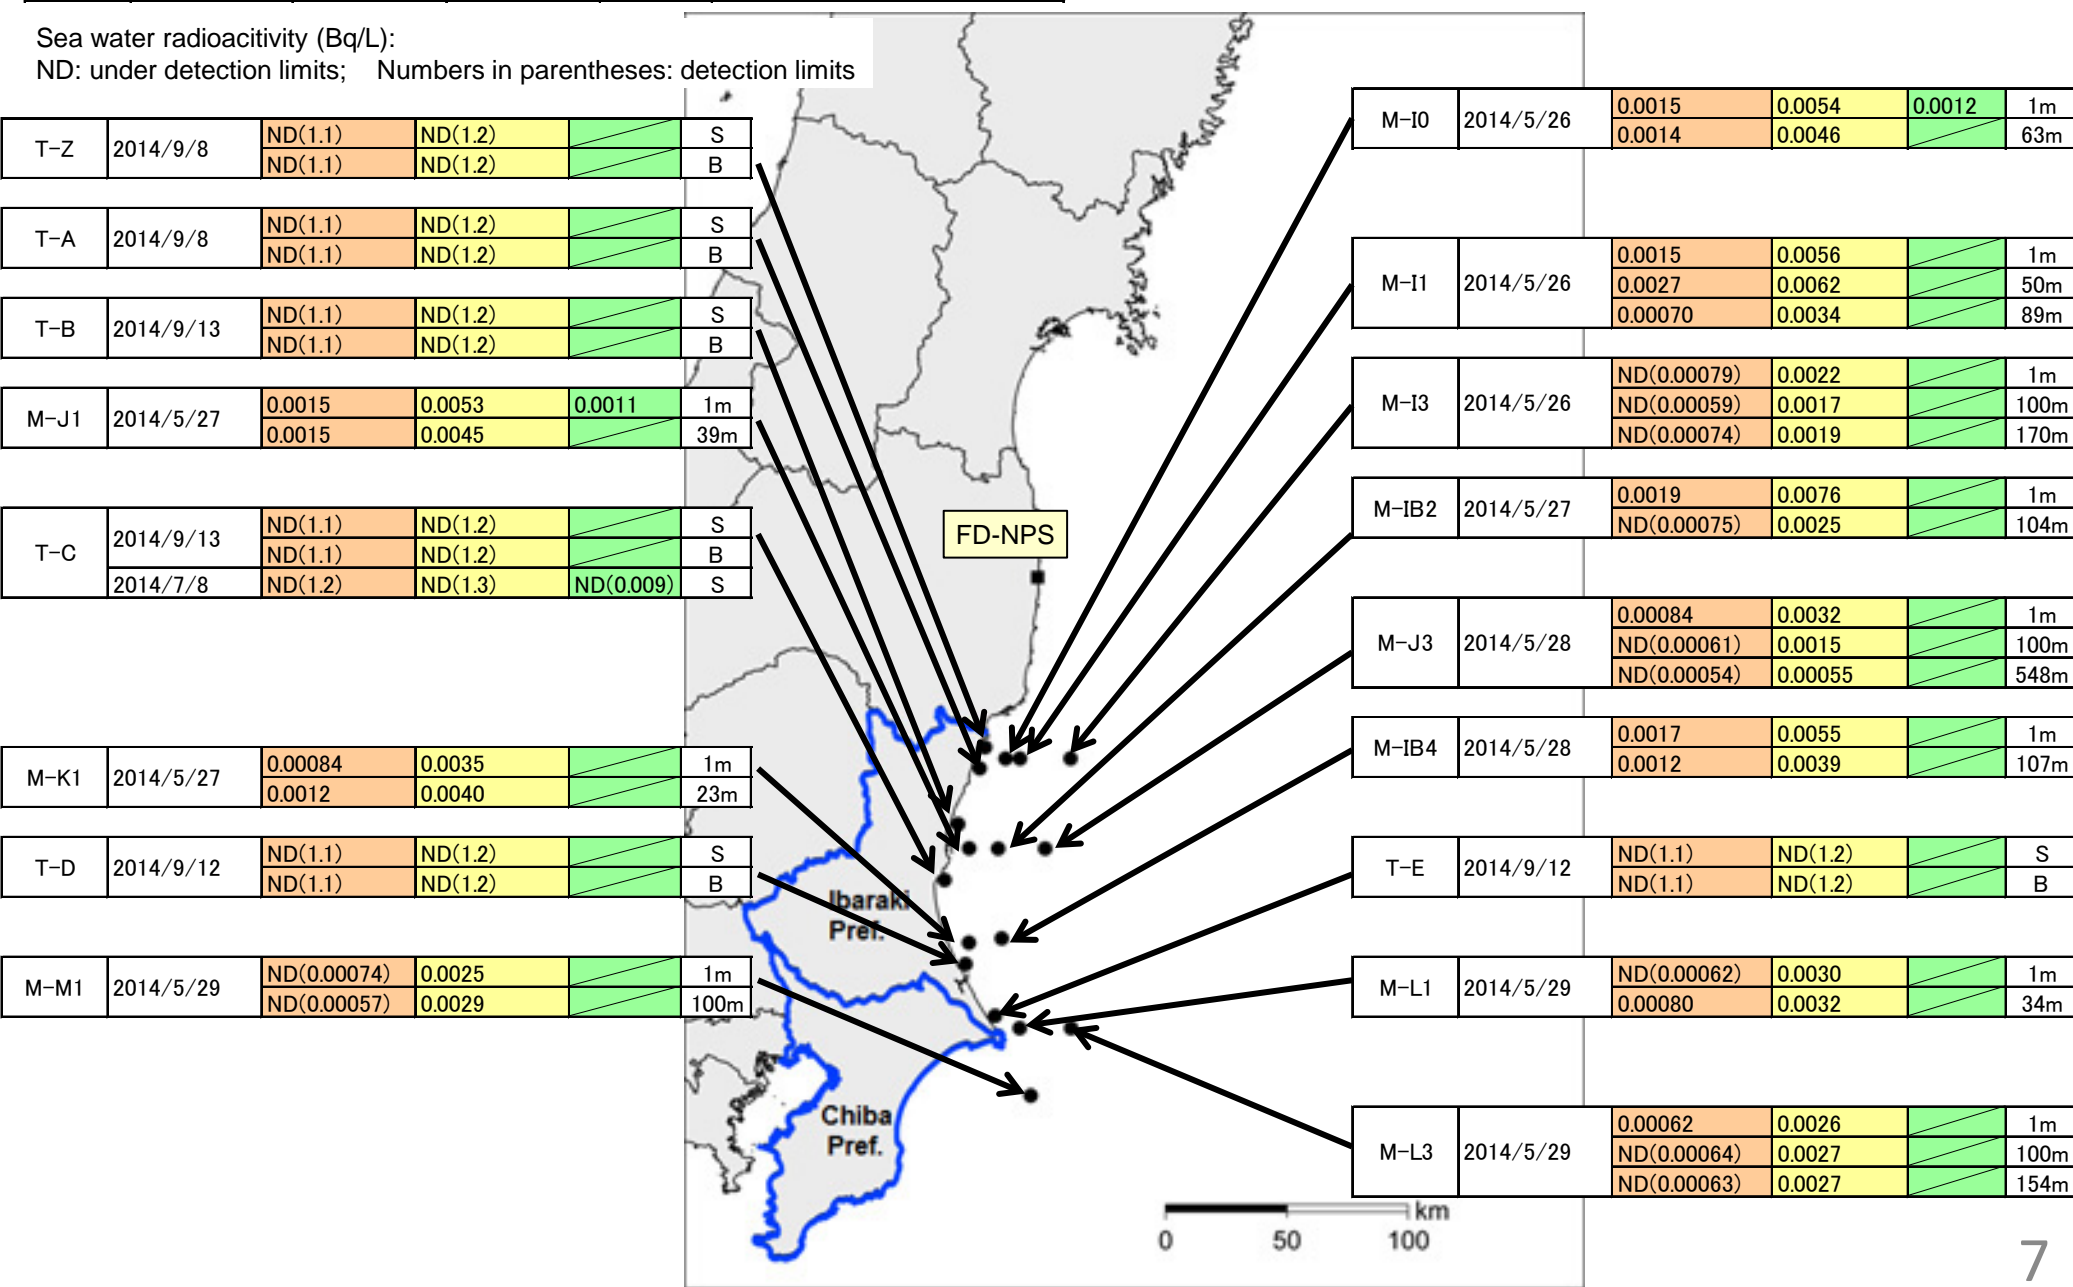 Sea water radioacitivity (Bq/L):
ND: under detection limits; Numbers in parentheses: detection limits
T-Z 2014/9/8 ND(1.1) ND(1.2) S
ND(1.1) ND(1.2) B
T-A 2014/9/8 ND(1.1) ND(1.2) S
ND(1.1) ND(1.2) B
T-B 2014/9/13 ND(1.1) ND(1.2) S
ND(1.1) ND(1.2) B
M-J1 2014/5/27 0.0015 0.0053 0.0011 1m
0.0015 0.0045 39m
T-C 2014/9/13 ND(1.1) ND(1.2) S
ND(1.1) ND(1.2) B
2014/7/8 ND(1.2) ND(1.3) ND(0.009) S
M-K1 2014/5/27 0.00084 0.0035 1m
0.0012 0.0040 23m
T-D 2014/9/12 ND(1.1) ND(1.2) S
ND(1.1) ND(1.2) B
M-M1 2014/5/29 ND(0.00074) 0.0025 1m
ND(0.00057) 0.0029 100m
FD-NPS
Ibaraki
Pref.
Chiba
Pref.
km
0 50 100
M-I0 2014/5/26 0.0015 0.0054 0.0012 1m
0.0014 0.0046 63m
M-I1 2014/5/26 0.0015 0.0056 1m
0.0027 0.0062 50m
0.00070 0.0034 89m
M-I3 2014/5/26 ND(0.00079) 0.0022 1m
ND(0.00059) 0.0017 100m
ND(0.00074) 0.0019 170m
M-IB2 2014/5/27 0.0019 0.0076 1m
ND(0.00075) 0.0025 104m
M-J3 2014/5/28 0.00084 0.0032 1m
ND(0.00061) 0.0015 100m
ND(0.00054) 0.00055 548m
M-IB4 2014/5/28 0.0017 0.0055 1m
0.0012 0.0039 107m
T-E 2014/9/12 ND(1.1) ND(1.2) S
ND(1.1) ND(1.2) B
M-L1 2014/5/29 ND(0.00062) 0.0030 1m
0.00080 0.0032 34m
M-L3 2014/5/29 0.00062 0.0026 1m
ND(0.00064) 0.0027 100m
ND(0.00063) 0.0027 154m
7